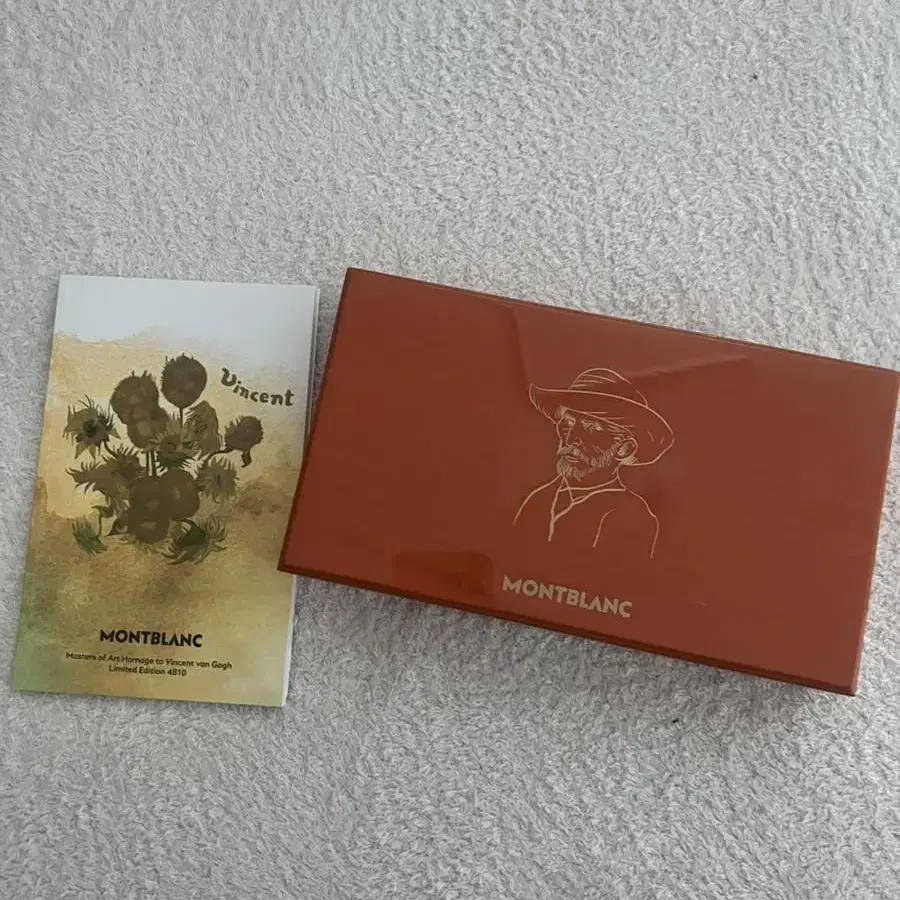 Vincent
MONTBLANC
Masters of Art Homage to Vincent van Gogh
Limited Edition 4810
MONTBLANC